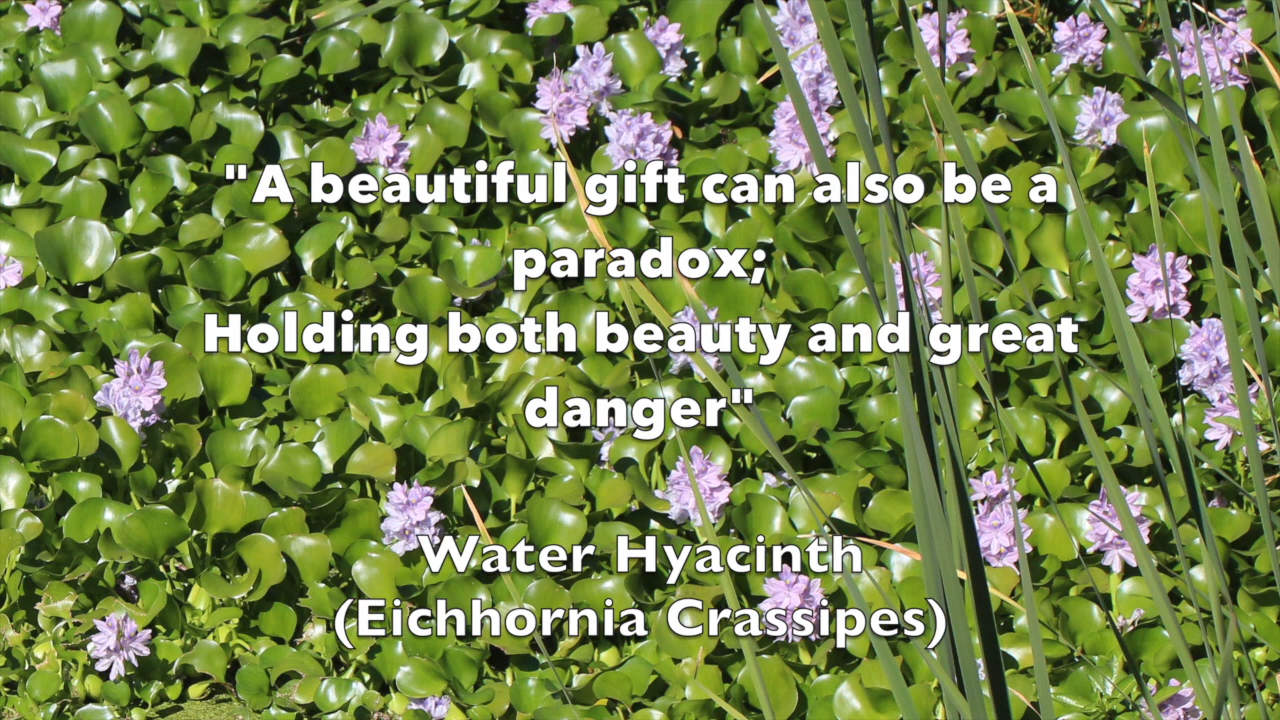 "A beautiful gift can also be a
paradox;
Holding both beauty and great
danger"
Water Hyacinth
(Eichhornia Crassipes)